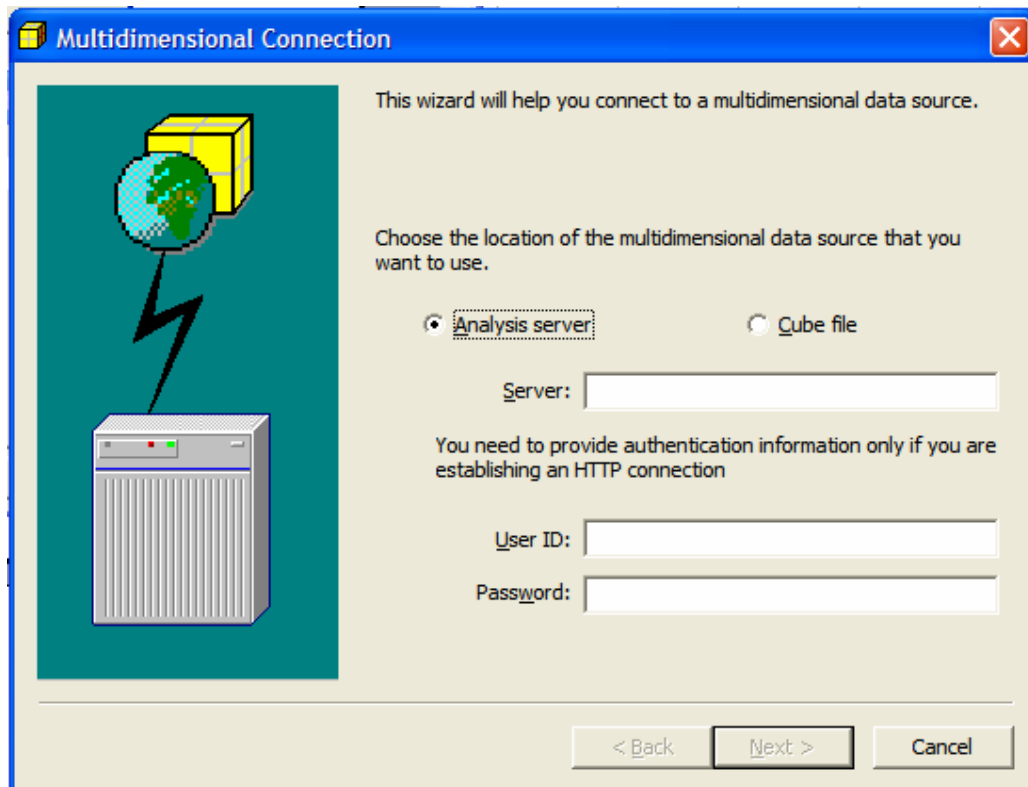 Multidimensional Connection
This wizard will help you connect to a multidimensional data source.
Choose the location of the multidimensional data source that you
want to use.
Analysis server
Cube file
Server:
You need to provide authentication information only if you are
establishing an HTTP connection
User ID:
Password:
< Back
Next >
Cancel